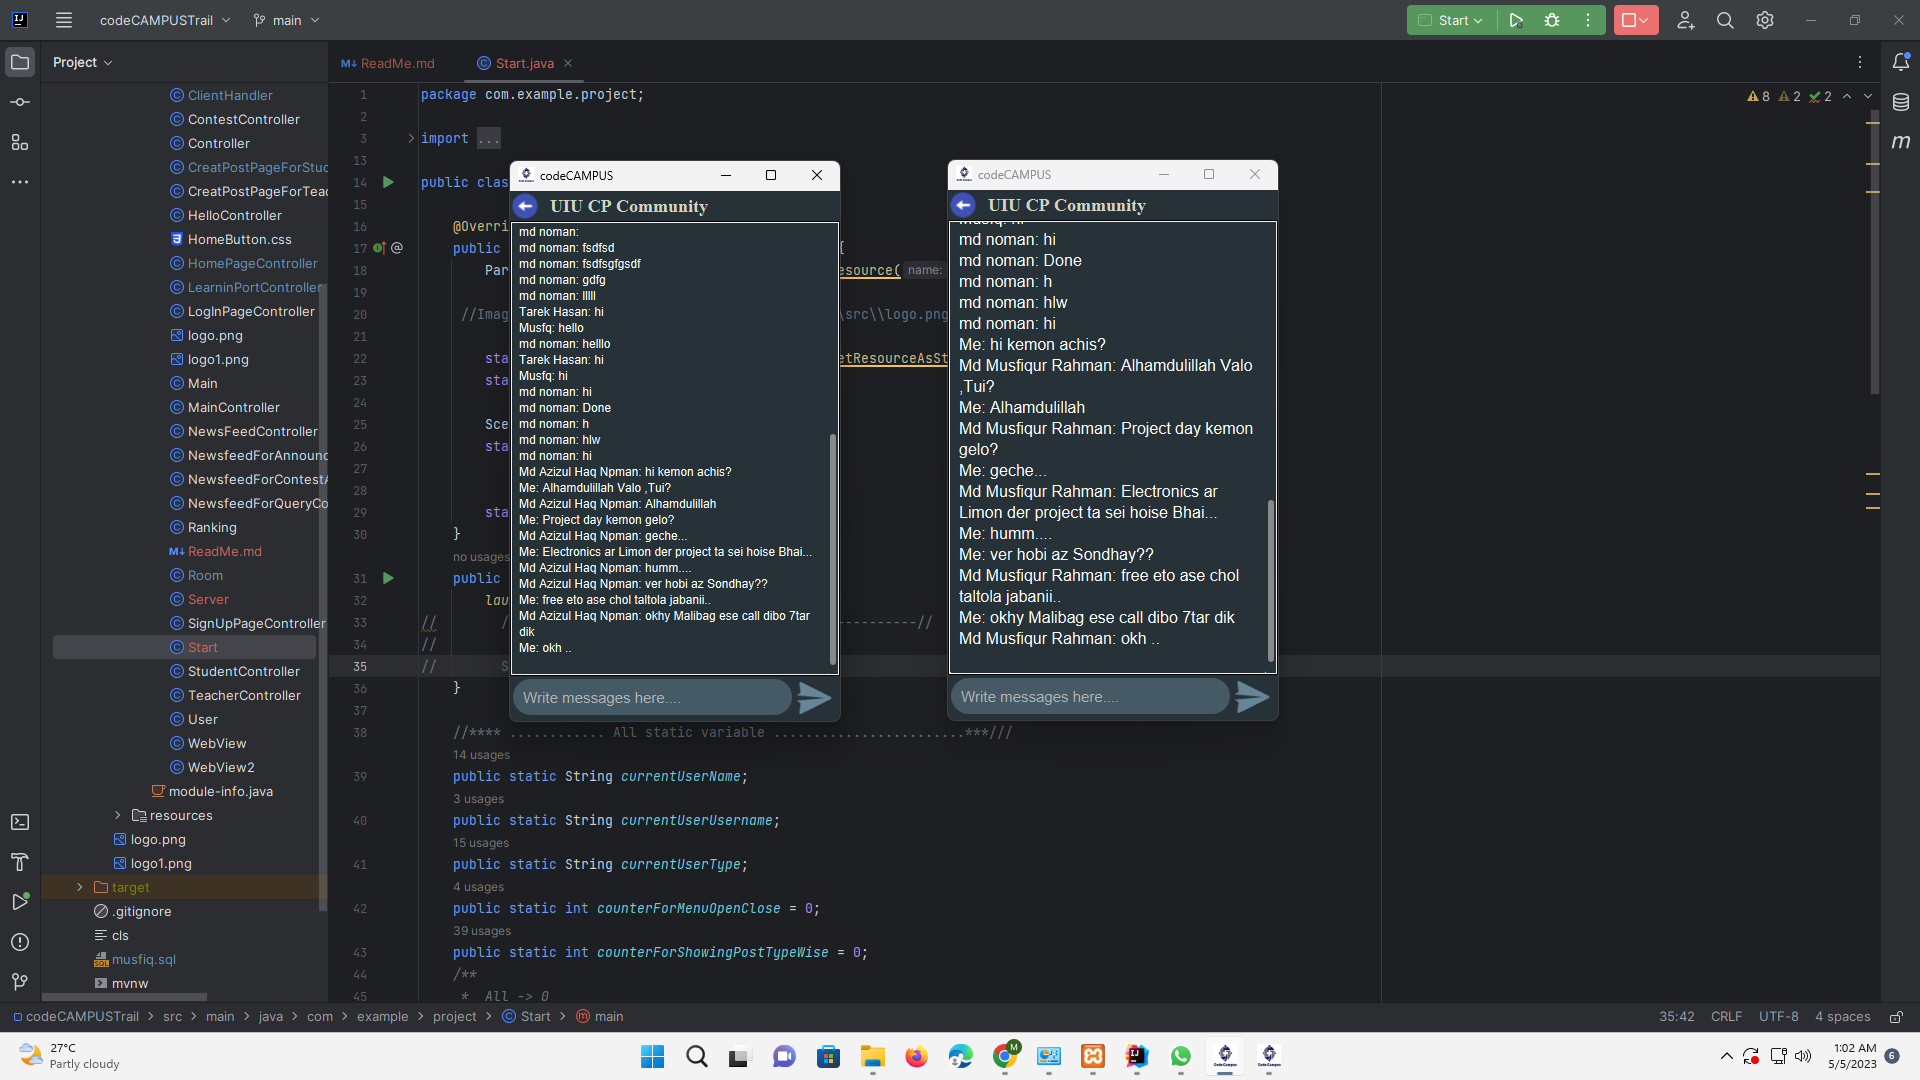 codeCAMPUSTrail
main
Start
Project
ReadMe.md
Start.java
ClientHandler
ContestController
Controller
CreatPostPageForStud
CreatPostPageForTeac
HelloController
HomeButton.css
HomePageController
LearninPortController
LogInPageController
logo.png
logo1.png
Main
MainController
NewsFeedController
NewsfeedForAnnounc
NewsfeedForContestA
NewsfeedForQueryCo
Ranking
ReadMe.md
Room
Server
SignUpPageController
Start
StudentController
TeacherController
User
WebView
WebView2
module-info.java
resources
logo.png
logo1.png
target
.gitignore
cls
musfiq.sql
mvnw
8 2 2
1 package com.example.project;
2
3 import ...
13
14 public clas
15
16 @Overri
17 public {
18 Par esource( name:
19
20 //Imag \src\\logo.png
21
22 sta etResourceAsSt
23 sta
24
25 Sce
26 sta
27
28
29 sta
30 }
no usages
31 public
32 lau
33 // / -----------//
34 //
35 // S
36 }
37
38 //**** ............ All static variable ........................***///
14 usages
39 public static String currentUserName;
3 usages
40 public static String currentUserUsername;
15 usages
41 public static String currentUserType;
4 usages
42 public static int counterForMenuOpenClose = 0;
39 usages
43 public static int counterForShowingPostTypeWise = 0;
44 /**
45 * All -> 0
codeCAMPUS
UIU CP Community
md noman:
md noman: fsdfsd
md noman: fsdfsgfgsdf
md noman: gdfg
md noman: lllll
Tarek Hasan: hi
Musfq: hello
md noman: helllo
Tarek Hasan: hi
Musfq: hi
md noman: hi
md noman: Done
md noman: h
md noman: hlw
md noman: hi
Md Azizul Haq Npman: hi kemon achis?
Me: Alhamdulillah Valo ,Tui?
Md Azizul Haq Npman: Alhamdulillah
Me: Project day kemon gelo?
Md Azizul Haq Npman: geche...
Me: Electronics ar Limon der project ta sei hoise Bhai...
Md Azizul Haq Npman: humm....
Md Azizul Haq Npman: ver hobi az Sondhay??
Me: free eto ase chol taltola jabanii..
Md Azizul Haq Npman: okhy Malibag ese call dibo 7tar
dik
Me: okh ..
Write messages here....
codeCAMPUS
UIU CP Community
Musfq: hi
md noman: hi
md noman: Done
md noman: h
md noman: hlw
md noman: hi
Me: hi kemon achis?
Md Musfiqur Rahman: Alhamdulillah Valo
,Tui?
Me: Alhamdulillah
Md Musfiqur Rahman: Project day kemon
gelo?
Me: geche...
Md Musfiqur Rahman: Electronics ar
Limon der project ta sei hoise Bhai...
Me: humm....
Me: ver hobi az Sondhay??
Md Musfiqur Rahman: free eto ase chol
taltola jabanii..
Me: okhy Malibag ese call dibo 7tar dik
Md Musfiqur Rahman: okh ..
Write messages here....
codeCAMPUSTrail > src > main > java > com > example > project > Start > main
35:42 CRLF UTF-8 4 spaces
27°C
Partly cloudy
1:02 AM
5/5/2023
6